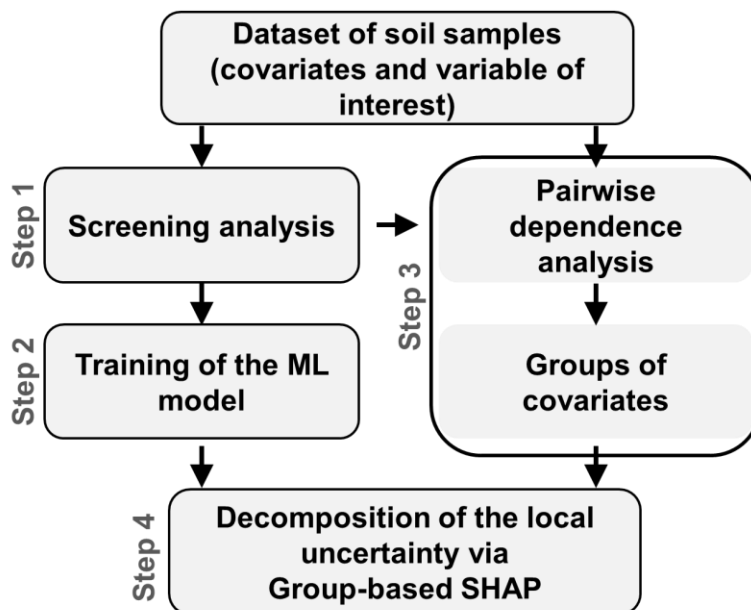 Dataset of soil samples
(covariates and variable of
interest)
Step 1
Screening analysis
Step 3
Pairwise
dependence
analysis
Step 2
Training of the ML
model
Groups of
covariates
Step 4
Decomposition of the local
uncertainty via
Group-based SHAP